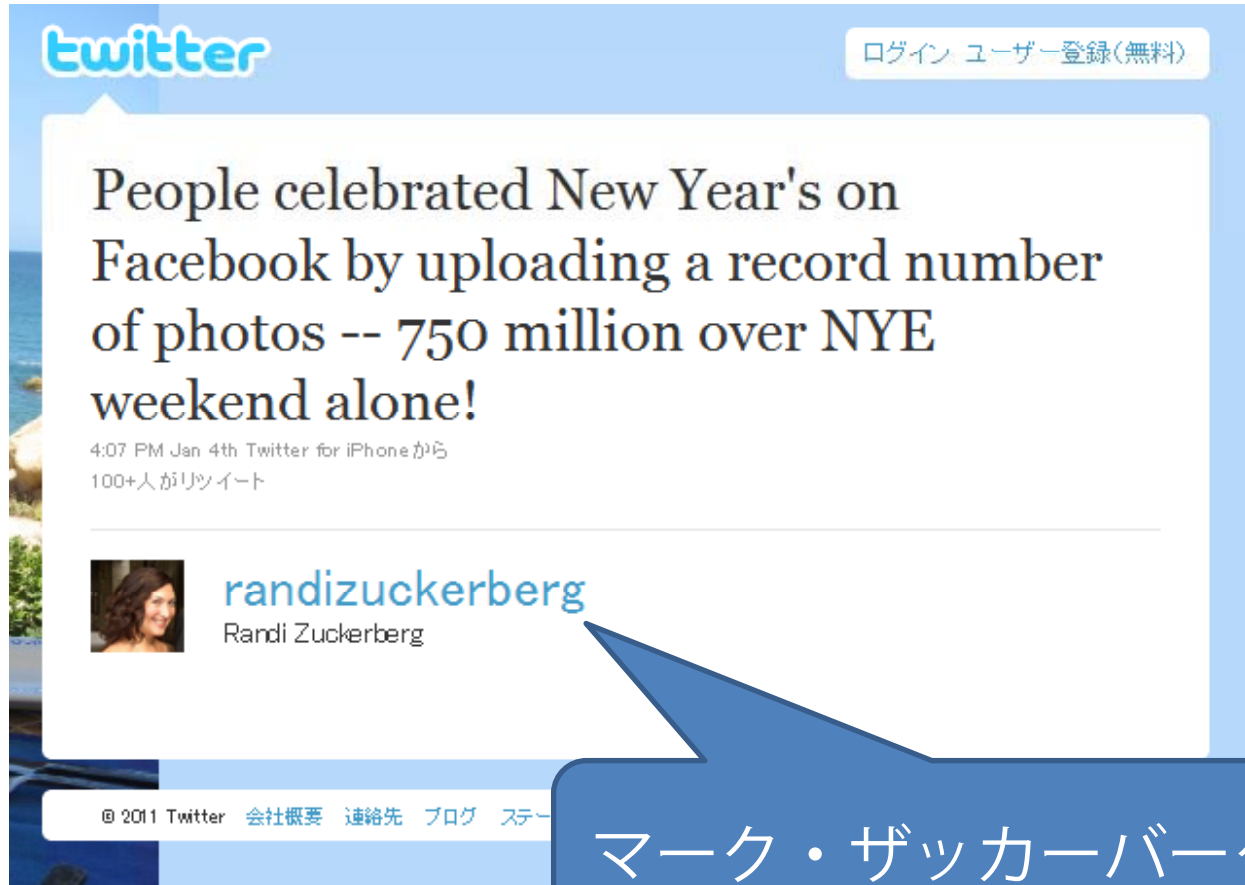 twitter
ログイン ユーザー登録(無料)
People celebrated New Year's on
Facebook by uploading a record number
of photos -- 750 million over NYE
weekend alone!
4:07 PM Jan 4th Twitter for iPhoneから
100+人がリツイート
randizuckerberg
Randi Zuckerberg
© 2011 Twitter 会社概要 連絡先 ブログ ステー
マーク・ザッカーバー